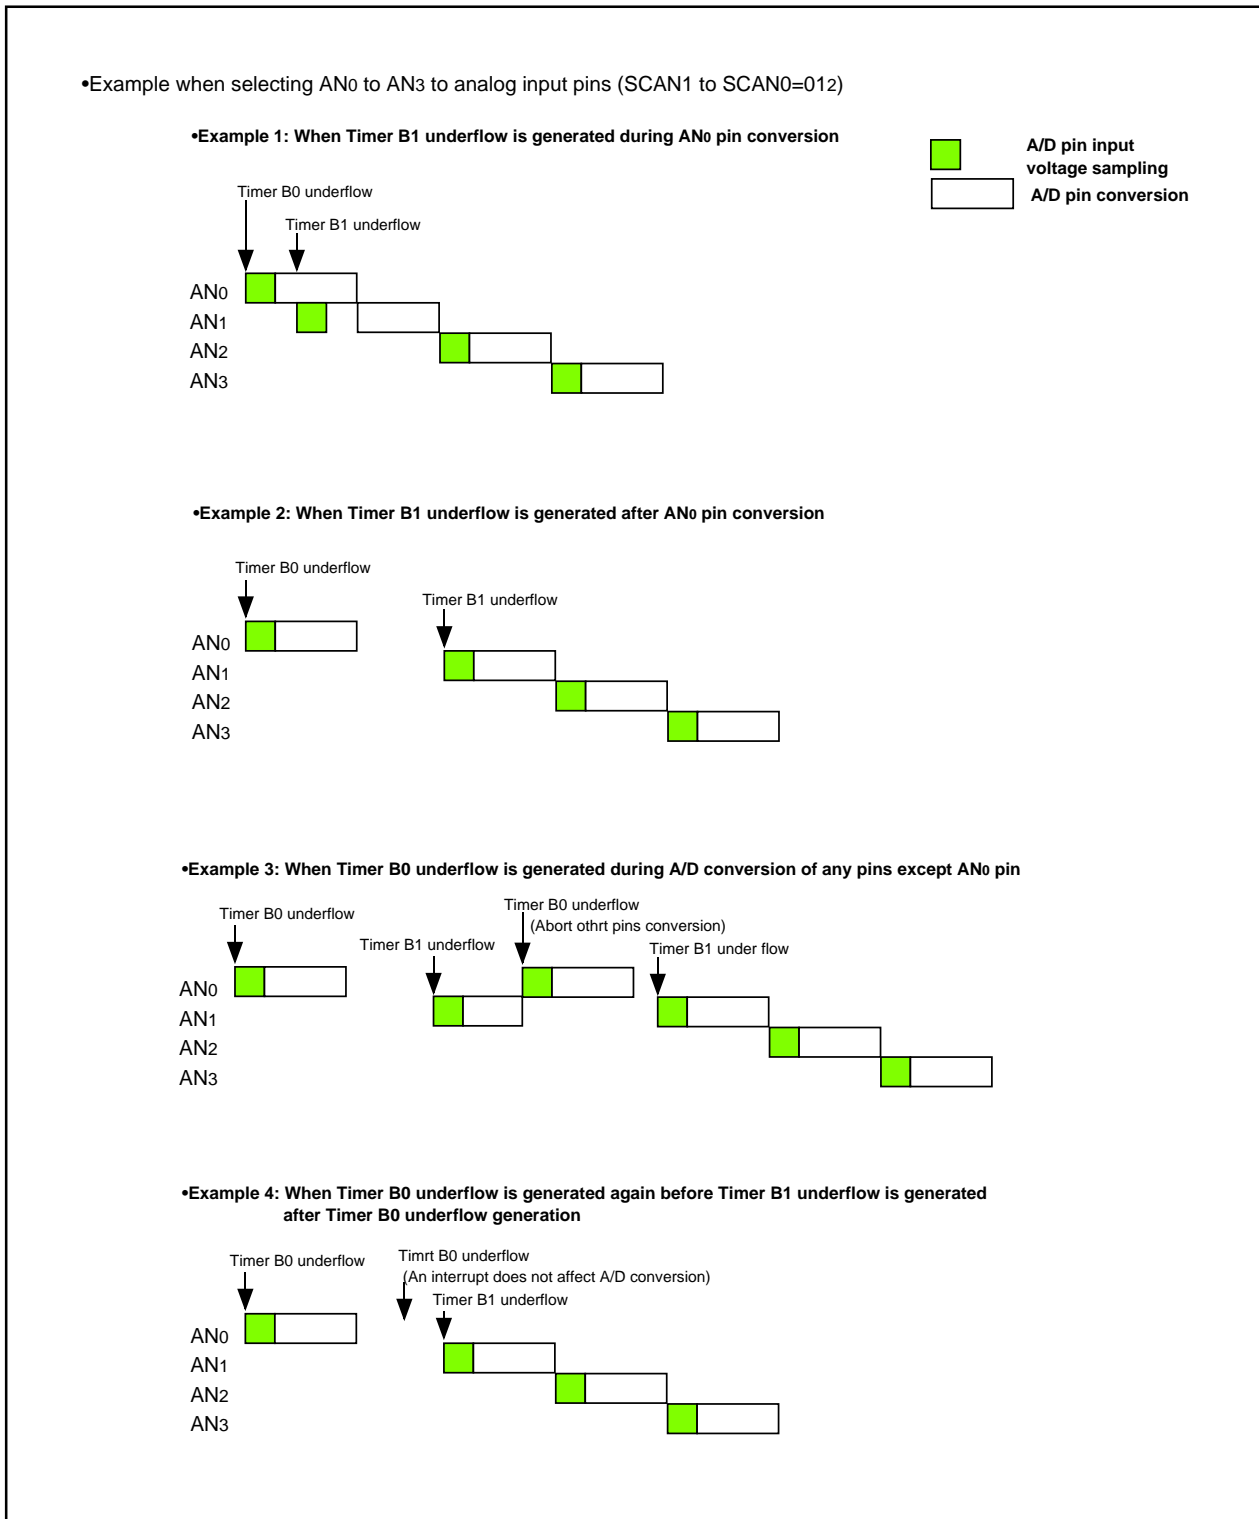 •Example when selecting AN0 to AN3 to analog input pins (SCAN1 to SCAN0=012)
•Example 1: When Timer B1 underflow is generated during AN0 pin conversion
A/D pin input
voltage sampling
A/D pin conversion
Timer B0 underflow
Timer B1 underflow
AN0
AN1
AN2
AN3
•Example 2: When Timer B1 underflow is generated after AN0 pin conversion
Timer B0 underflow
Timer B1 underflow
AN0
AN1
AN2
AN3
•Example 3: When Timer B0 underflow is generated during A/D conversion of any pins except AN0 pin
Timer B0 underflow
Timer B1 underflow
Timer B0 underflow
(Abort othrt pins conversion)
Timer B1 under flow
AN0
AN1
AN2
AN3
•Example 4: When Timer B0 underflow is generated again before Timer B1 underflow is generated
after Timer B0 underflow generation
Timer B0 underflow
Timrt B0 underflow
(An interrupt does not affect A/D conversion)
Timer B1 underflow
AN0
AN1
AN2
AN3